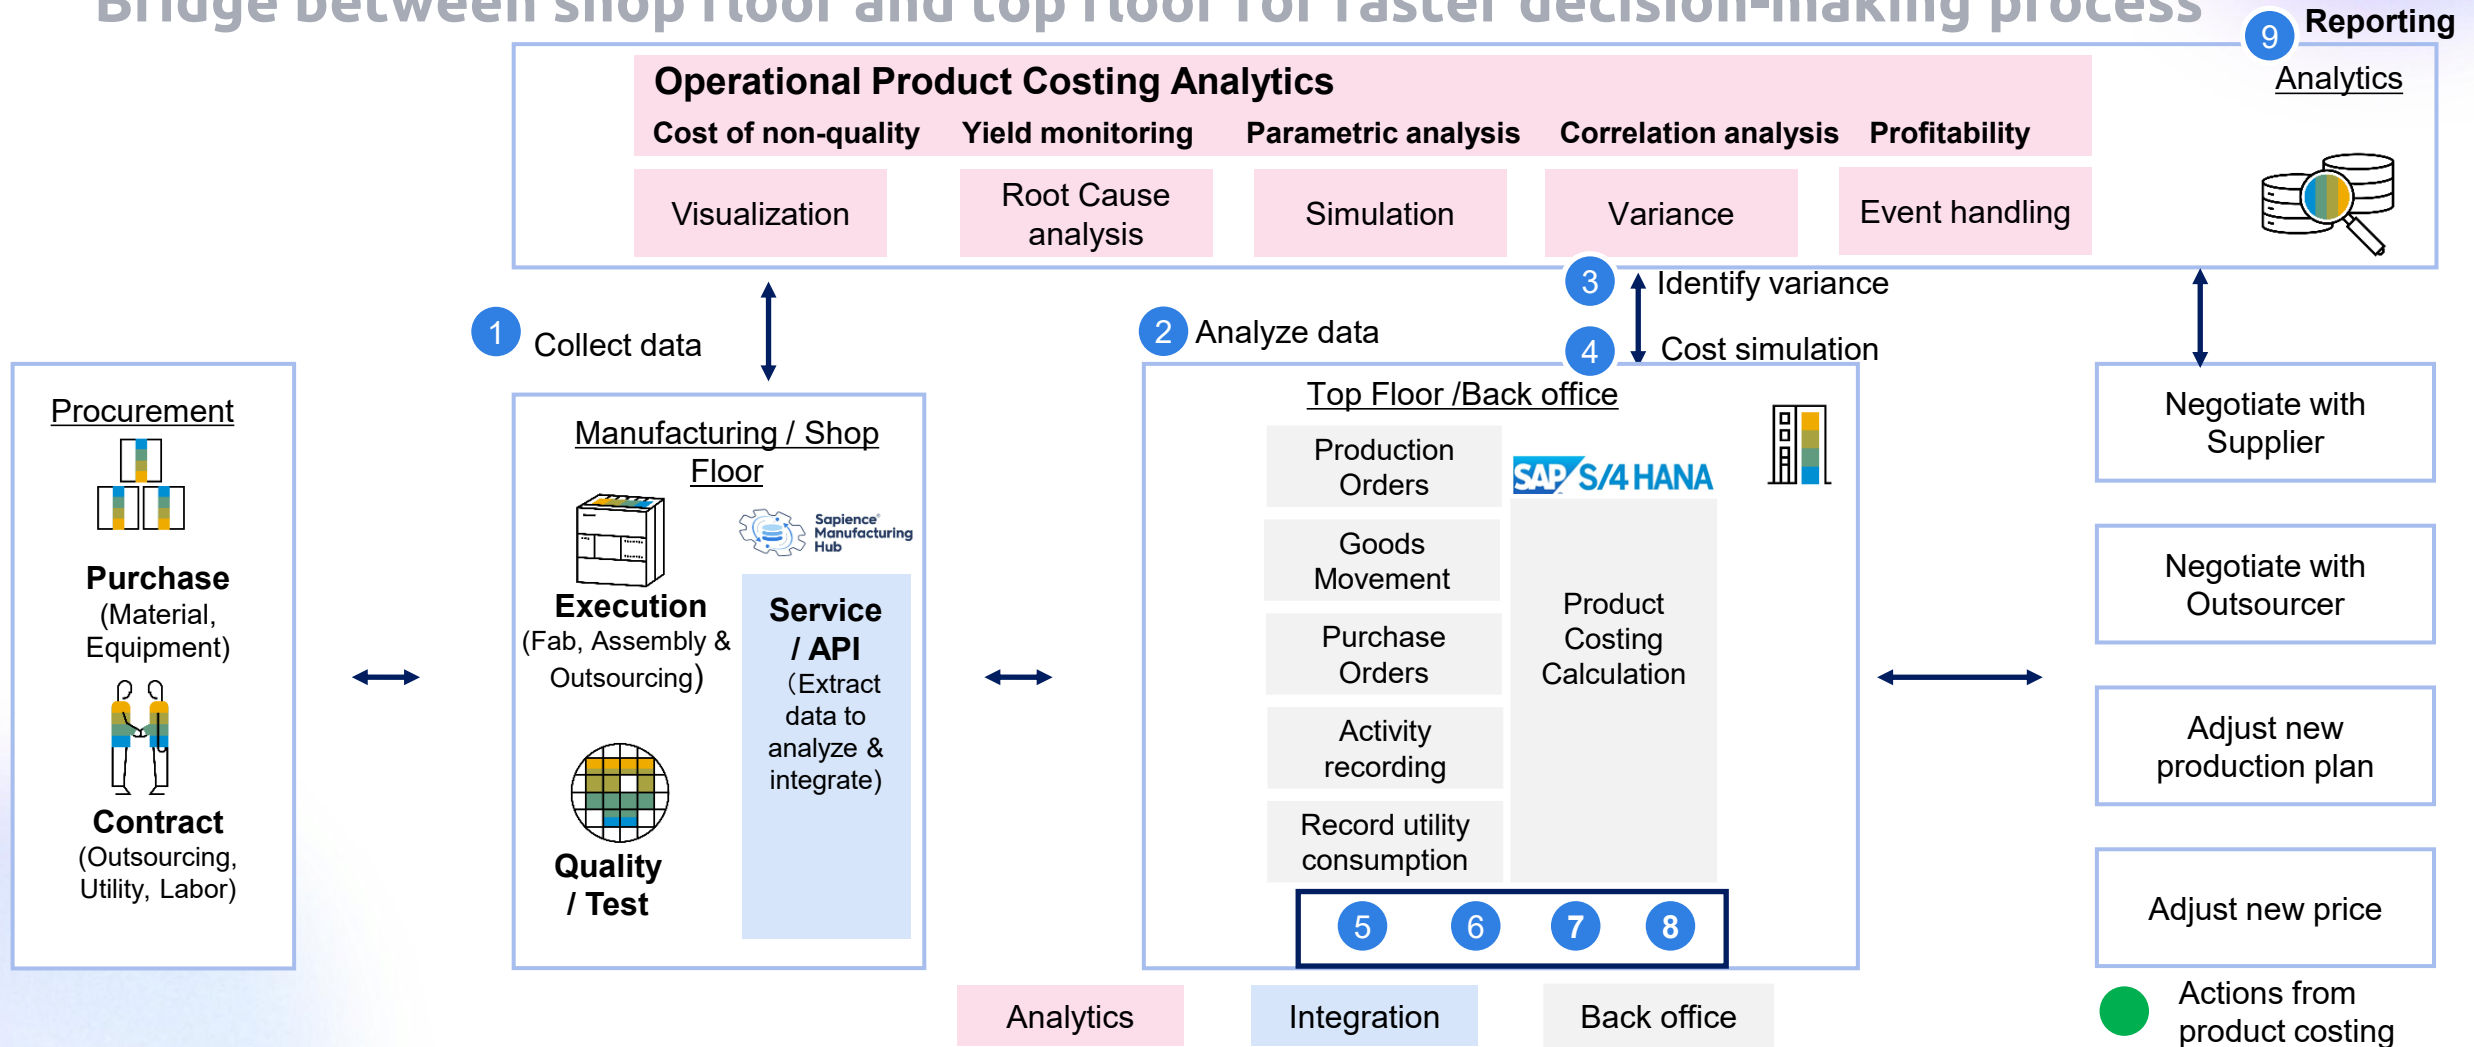 Bridge between shop floor and top floor for faster decision-making process
9 Reporting
Analytics
Operational Product Costing Analytics
Cost of non-quality Yield monitoring Parametric analysis Correlation analysis Profitability
Visualization
Root Cause
analysis
Simulation
Variance
Event handling
1 Collect data
2 Analyze data
3 Identify variance
4 Cost simulation
Procurement
Purchase
(Material,
Equipment)
Contract
(Outsourcing,
Utility, Labor)
Manufacturing / Shop
Floor
Execution
(Fab, Assembly &
Outsourcing)
Quality
/ Test
Sapience®
Manufacturing
Hub
Service
/ API
（Extract
data to
analyze &
integrate)
Top Floor /Back office
Production
Orders
Goods
Movement
Purchase
Orders
Activity
recording
Record utility
consumption
SAP S/4HANA
Product
Costing
Calculation
5 6 7 8
Negotiate with
Supplier
Negotiate with
Outsourcer
Adjust new
production plan
Adjust new price
Analytics
Integration
Back office
Actions from
product costing